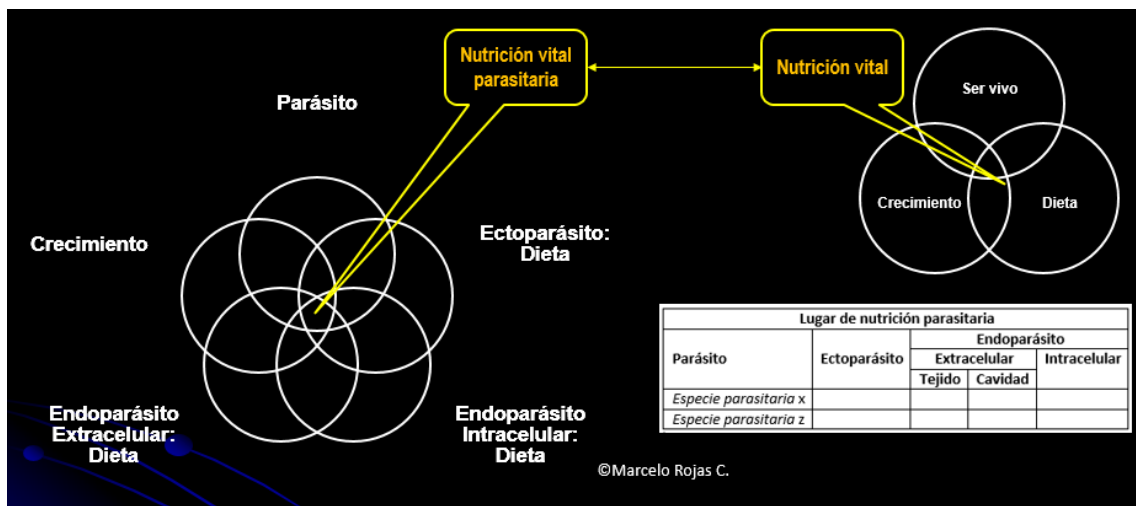 Nutrición vital
parasitaria
Nutrición vital
Ser vivo
Parásito
Crecimiento
Dieta
Crecimiento
Ectoparásito:
Dieta
Lugar de nutrición parasitaria
Parásito
Ectoparásito
Endoparásito
Extracelular
Intracelular
Tejido
Cavidad
Especie parasitaria x
Especie parasitaria z
Endoparásito
Extracelular:
Dieta
Endoparásito
Intracelular:
Dieta
©Marcelo Rojas C.